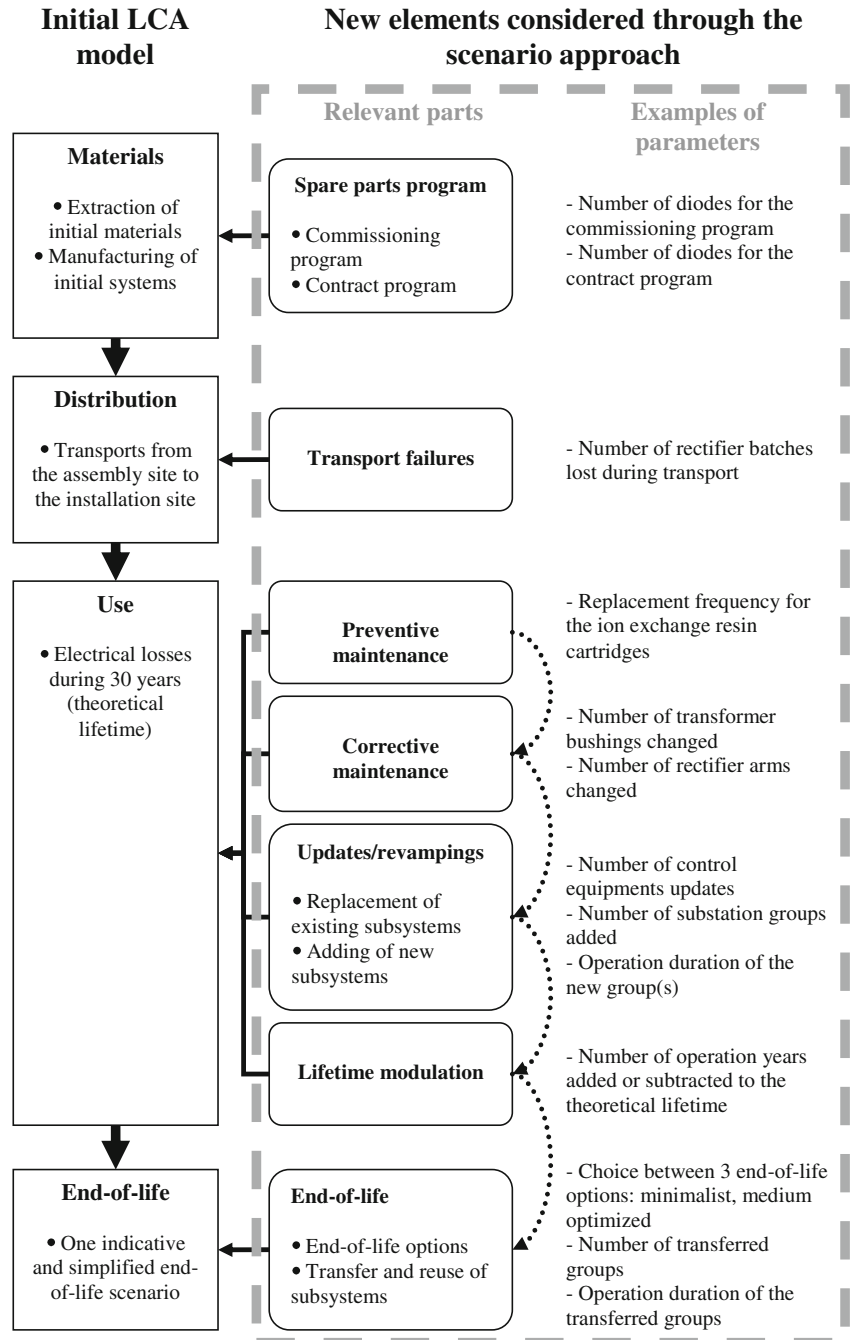 Initial LCA
model
New elements considered through the
scenario approach
Relevant parts
Examples of
parameters
Materials
• Extraction of
initial materials
• Manufacturing of
initial systems
Spare parts program
• Commissioning
program
• Contract program
- Number of diodes for the
commissioning program
- Number of diodes for the
contract program
Distribution
• Transports from
the assembly site to
the installation site
Transport failures
- Number of rectifier batches
lost during transport
Use
• Electrical losses
during 30 years
(theoretical
lifetime)
Preventive
maintenance
- Replacement frequency for
the ion exchange resin
cartridges
Corrective
maintenance
- Number of transformer
bushings changed
- Number of rectifier arms
changed
Updates/revampings
• Replacement of
existing subsystems
• Adding of new
subsystems
- Number of control
equipments updates
- Number of substation groups
added
- Operation duration of the
new group(s)
Lifetime modulation
- Number of operation years
added or subtracted to the
theoretical lifetime
End-of-life
• One indicative
and simplified end-
of-life scenario
End-of-life
• End-of-life options
• Transfer and reuse of
subsystems
- Choice between 3 end-of-life
options: minimalist, medium
optimized
- Number of transferred
groups
- Operation duration of the
transferred groups